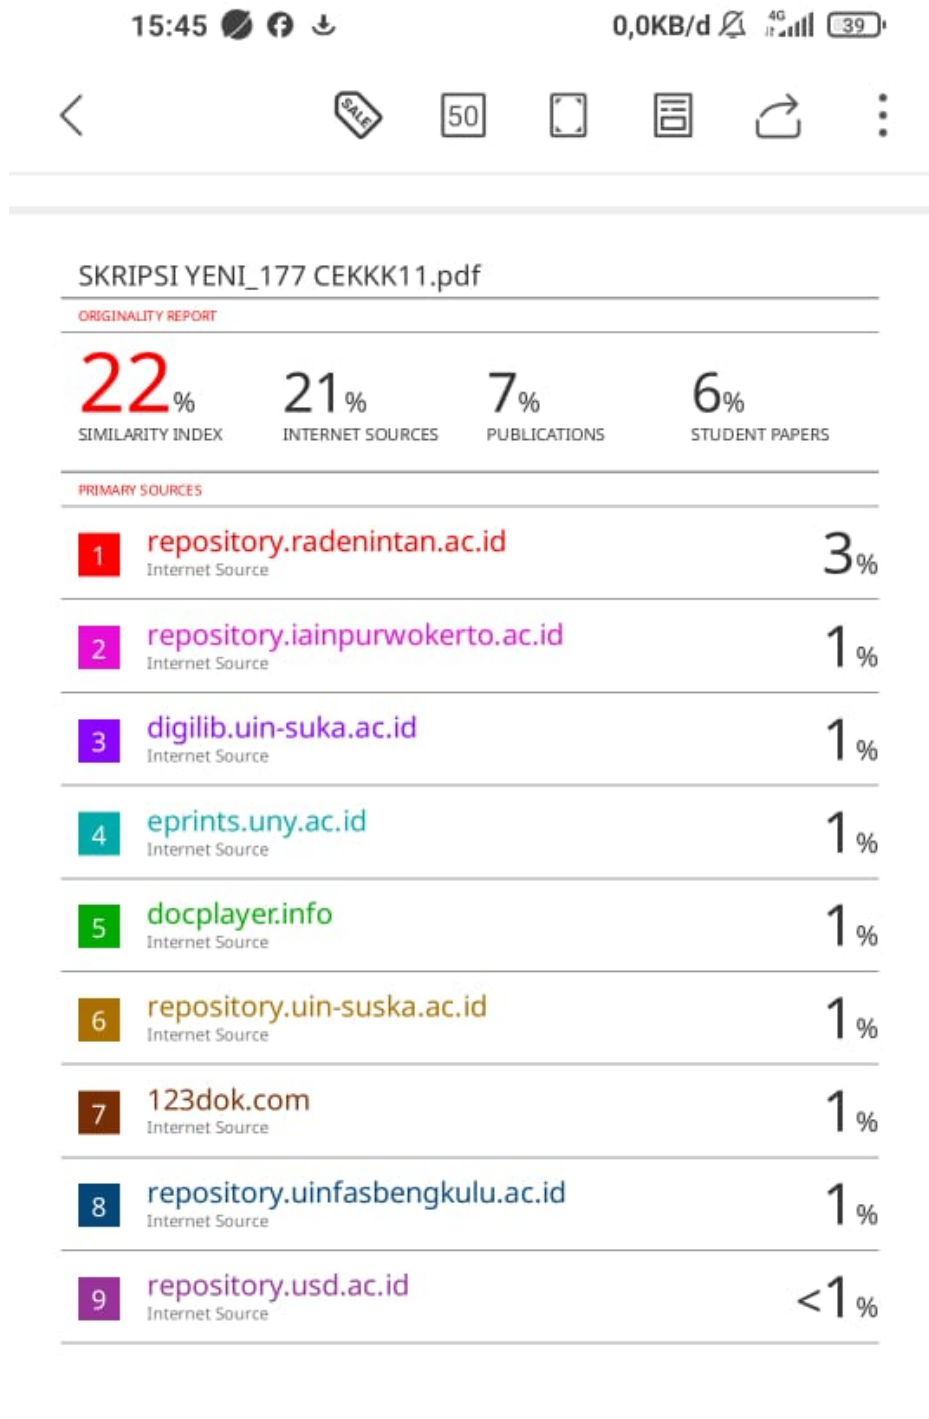 15:45 0,0KB/d 4G 39
SALE 50
SKRIPSI YENI_177 CEKKK11.pdf
ORIGINALITY REPORT
22% 21% 7% 6%
SIMILARITY INDEX INTERNET SOURCES PUBLICATIONS STUDENT PAPERS
PRIMARY SOURCES
1 repository.radenintan.ac.id 3%
Internet Source
2 repository.iainpurwokerto.ac.id 1%
Internet Source
3 digilib.uin-suka.ac.id 1%
Internet Source
4 eprints.uny.ac.id 1%
Internet Source
5 docplayer.info 1%
Internet Source
6 repository.uin-suska.ac.id 1%
Internet Source
7 123dok.com 1%
Internet Source
8 repository.uinfasbengkulu.ac.id 1%
Internet Source
9 repository.usd.ac.id <1%
Internet Source